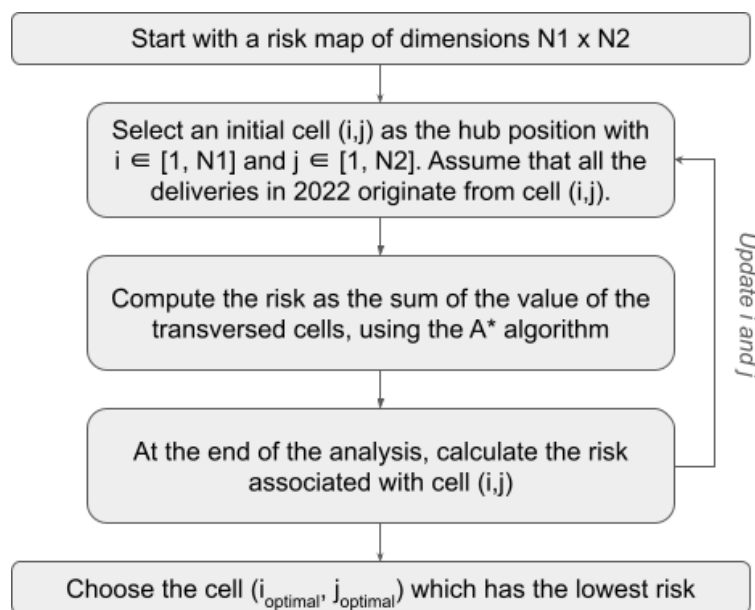 Start with a risk map of dimensions N1 x N2
Select an initial cell (i,j) as the hub position with
i ∈ [1, N1] and j ∈ [1, N2]. Assume that all the
deliveries in 2022 originate from cell (i,j).
Compute the risk as the sum of the value of the
transversed cells, using the A* algorithm
At the end of the analysis, calculate the risk
associated with cell (i,j)
Update i and j
Choose the cell (i_optimal, j_optimal) which has the lowest risk